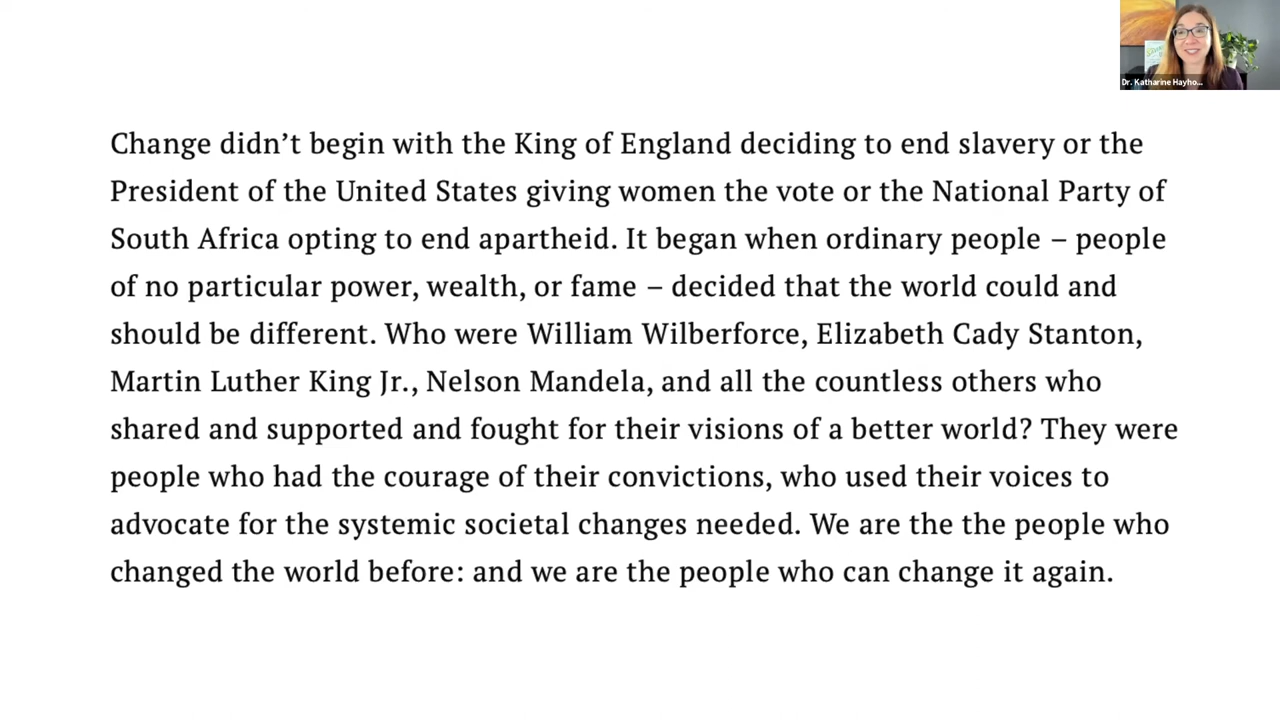 Dr. Katharine Hayho...
Change didn’t begin with the King of England deciding to end slavery or the
President of the United States giving women the vote or the National Party of
South Africa opting to end apartheid. It began when ordinary people – people
of no particular power, wealth, or fame – decided that the world could and
should be different. Who were William Wilberforce, Elizabeth Cady Stanton,
Martin Luther King Jr., Nelson Mandela, and all the countless others who
shared and supported and fought for their visions of a better world? They were
people who had the courage of their convictions, who used their voices to
advocate for the systemic societal changes needed. We are the the people who
changed the world before: and we are the people who can change it again.